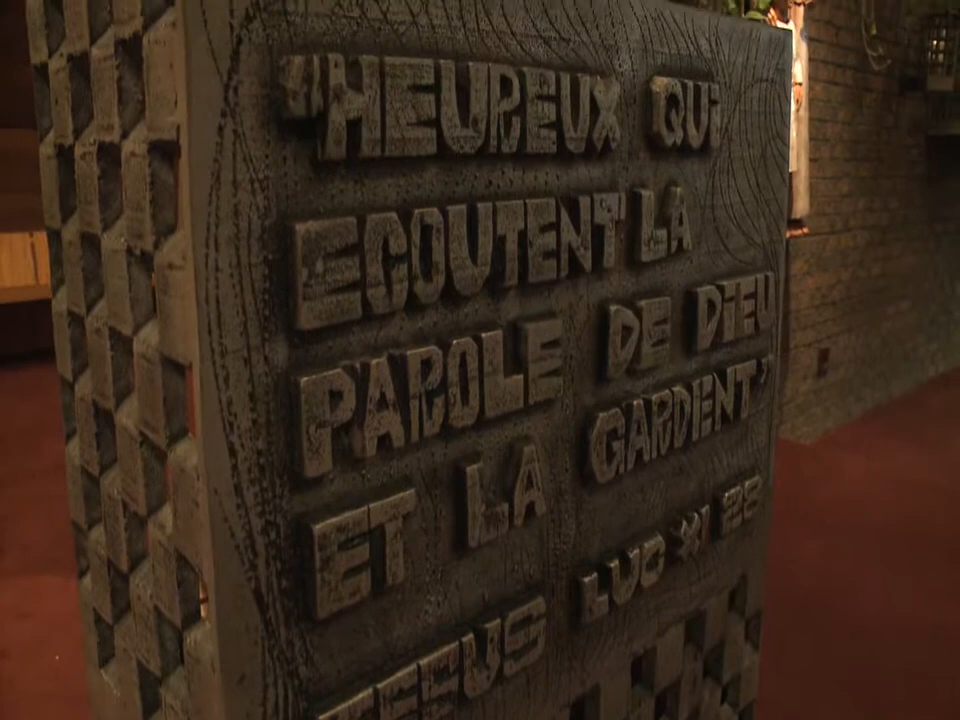 "HEUREUX QUI
ECOUTENT LA
PAROLE DE DIEU
ET LA GARDENT"
LUC XI 28